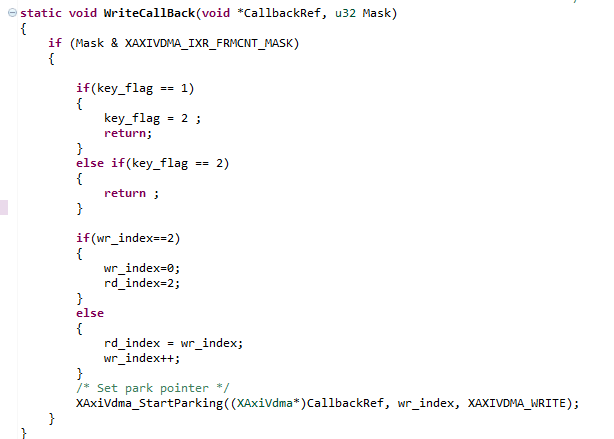 static void WriteCallBack(void *CallbackRef, u32 Mask)
{
    if (Mask & XAXIVDMA_IXR_FRMCNT_MASK)
    {

        if(key_flag == 1)
        {
            key_flag = 2 ;
            return;
        }
        else if(key_flag == 2)
        {
            return ;
        }

        if(wr_index==2)
        {
            wr_index=0;
            rd_index=2;
        }
        else
        {
            rd_index = wr_index;
            wr_index++;
        }
        /* Set park pointer */
        XAxiVdma_StartParking((XAxiVdma*)CallbackRef, wr_index, XAXIVDMA_WRITE);
    }
}